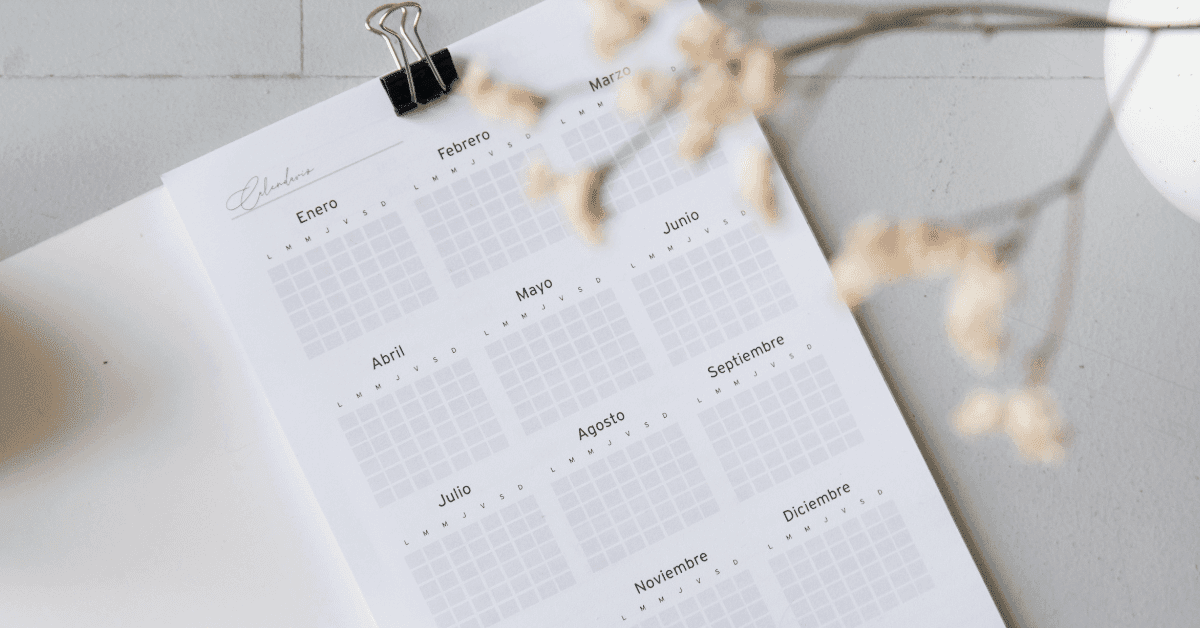 Calendario
Enero
L M M J V S D
Febrero
L M M J V S D
Marzo
L M M
Abril
L M M J V S D
Mayo
L M M J V S D
Junio
L M M J V S D
Julio
L M M J V S D
Agosto
L M M J V S D
Septiembre
L M M J V S D
Noviembre
L M M J V S D
Diciembre
L M M J V S D